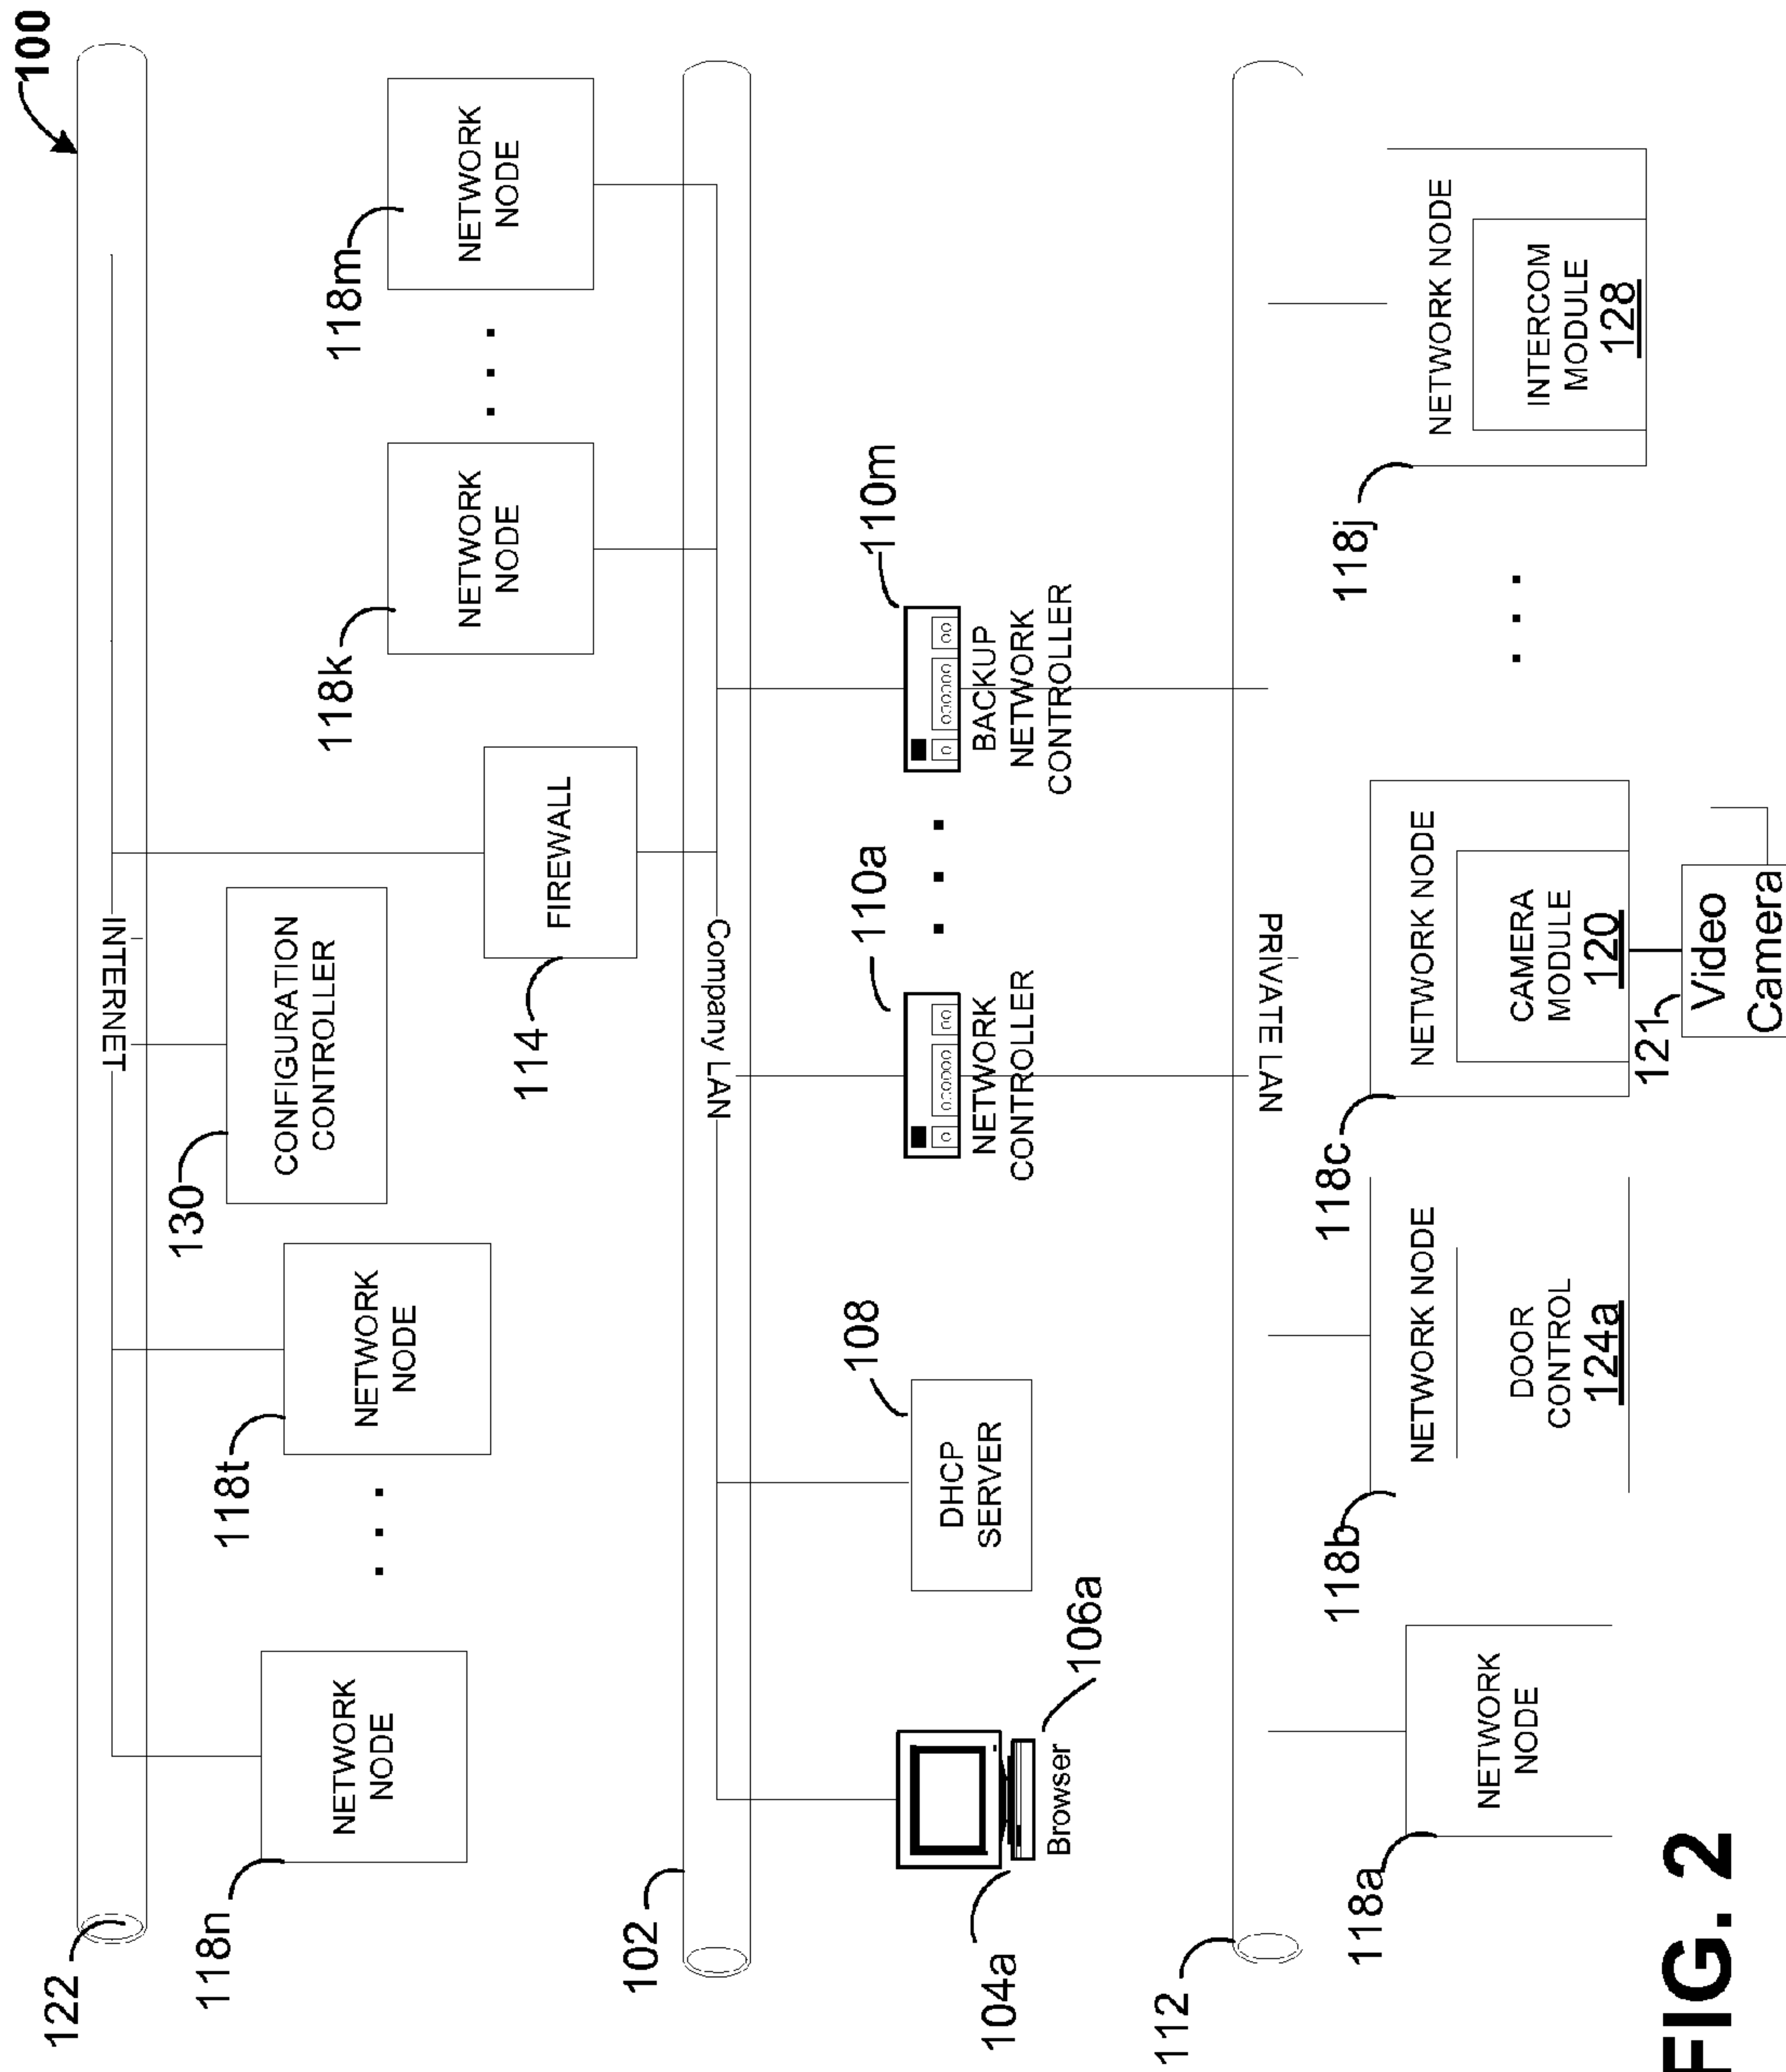 100
122
INTERNET
118n
NETWORK
NODE
118t
NETWORK
NODE
130
CONFIGURATION
CONTROLLER
114
FIREWALL
118k
NETWORK
NODE
118m
NETWORK
NODE
102
Company LAN
104a
106a
Browser
108
DHCP
SERVER
110a
NETWORK
CONTROLLER
110m
BACKUP
NETWORK
CONTROLLER
112
PRIVATE LAN
118a
NETWORK
NODE
118b
NETWORK NODE
DOOR
CONTROL
124a
118c
NETWORK NODE
CAMERA
MODULE
120
121
Video
Camera
118j
NETWORK NODE
INTERCOM
MODULE
128
FIG. 2